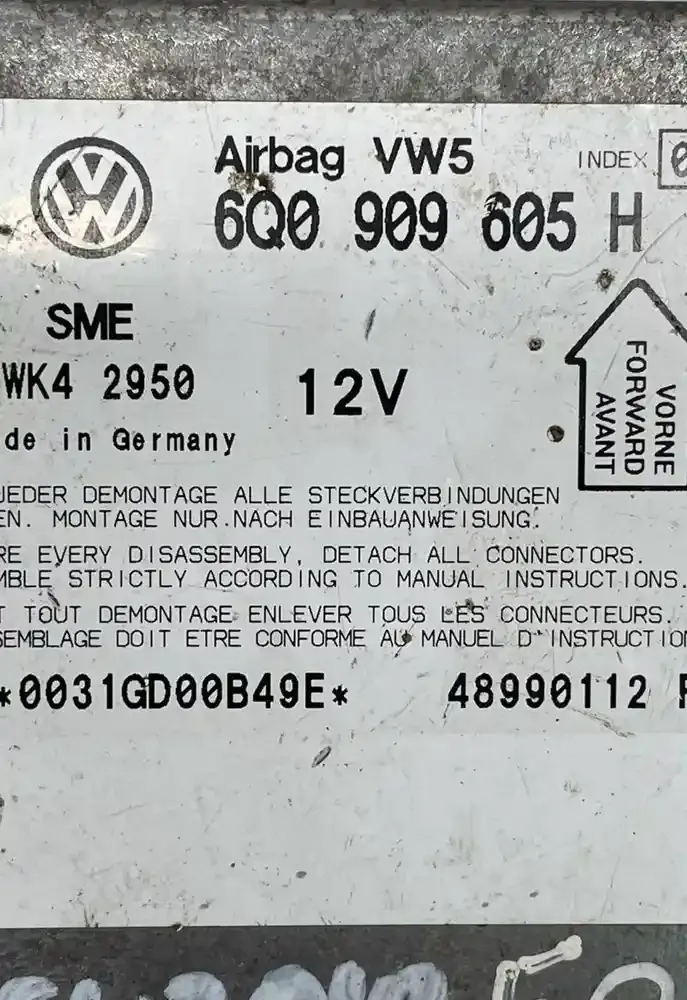 Airbag VW5 INDEX 0
6Q0 909 605 H
SME
WK4 2950 12V
de in Germany
VORNE
FORWARD
AVANT
JEDER DEMONTAGE ALLE STECKVERBINDUNGEN
EN. MONTAGE NUR NACH EINBAUANWEISUNG.
RE EVERY DISASSEMBLY, DETACH ALL CONNECTORS.
MBLE STRICTLY ACCORDING TO MANUAL INSTRUCTIONS.
T TOUT DEMONTAGE ENLEVER TOUS LES CONNECTEURS.
SEMBLAGE DOIT ETRE CONFORME AU MANUEL D'INSTRUCTION
*0031GD00B49E* 48990112